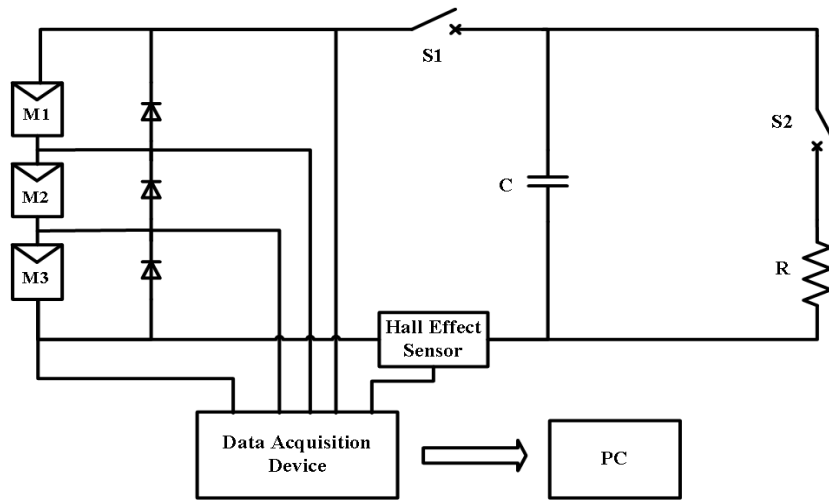 S1
M1
S2
M2
C
M3
R
Hall Effect
Sensor
Data Acquisition
Device
PC